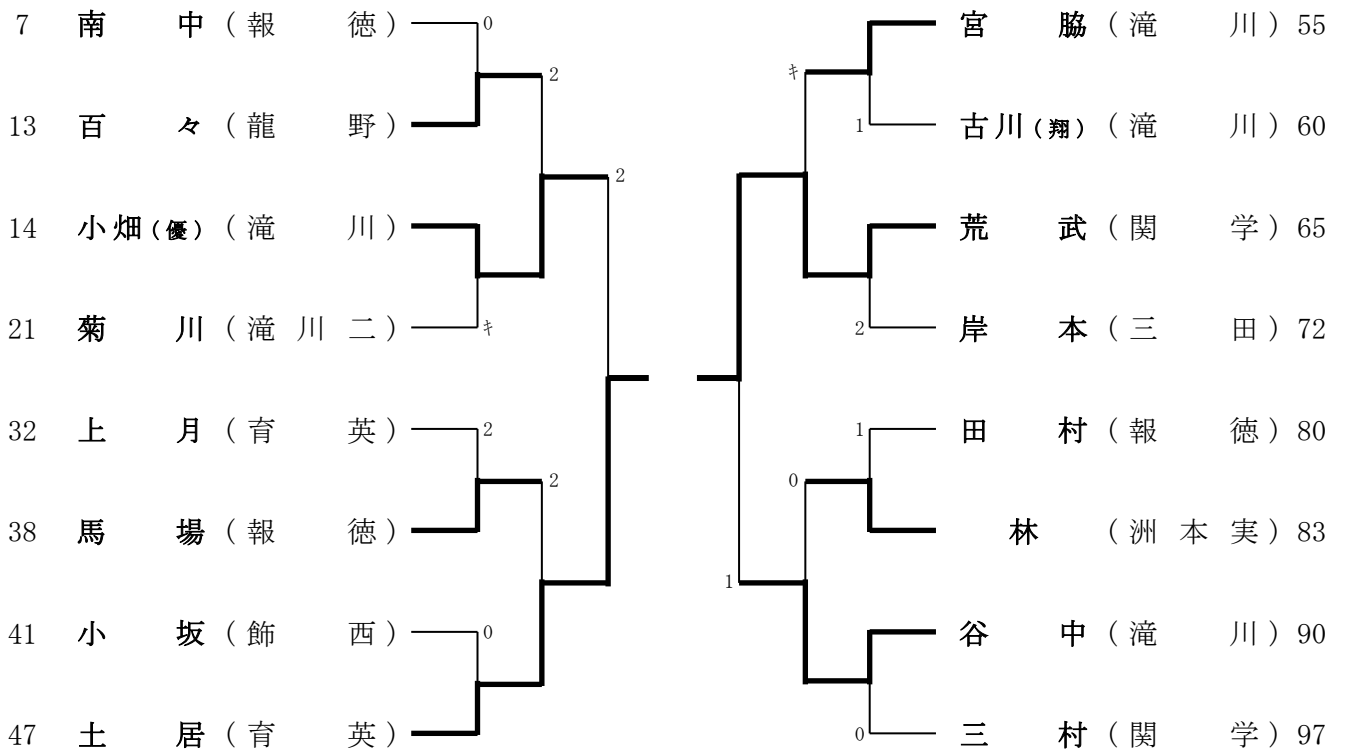 7 南中（報徳） 0 宮脇（滝川）55
2 ｷ
13 百々（龍野） 1 古川(翔)（滝川）60
2
14 小畑(優)（滝川） 荒武（関学）65
21 菊川（滝川二） ｷ 2 岸本（三田）72
32 上月（育英） 2 1 田村（報徳）80
2 0
38 馬場（報徳） 林（洲本実）83
1
41 小坂（飾西） 0 谷中（滝川）90
47 土居（育英） 0 三村（関学）97